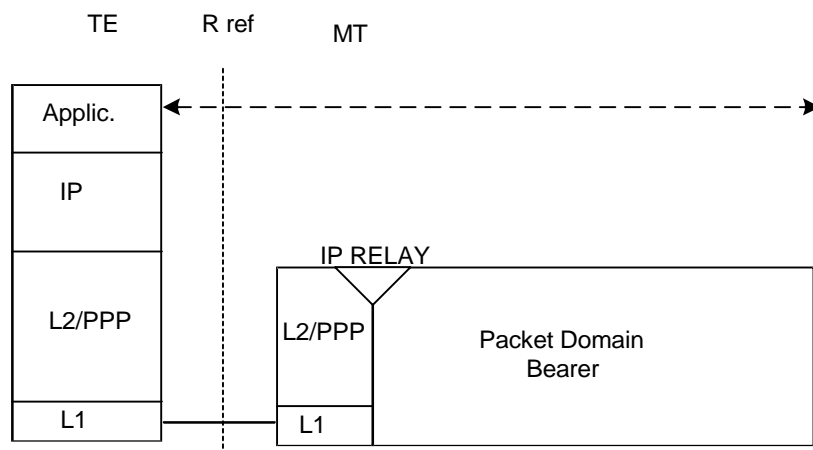 TE
R ref
MT
Applic.
IP
IP RELAY
L2/PPP
L2/PPP
Packet Domain
Bearer
L1
L1